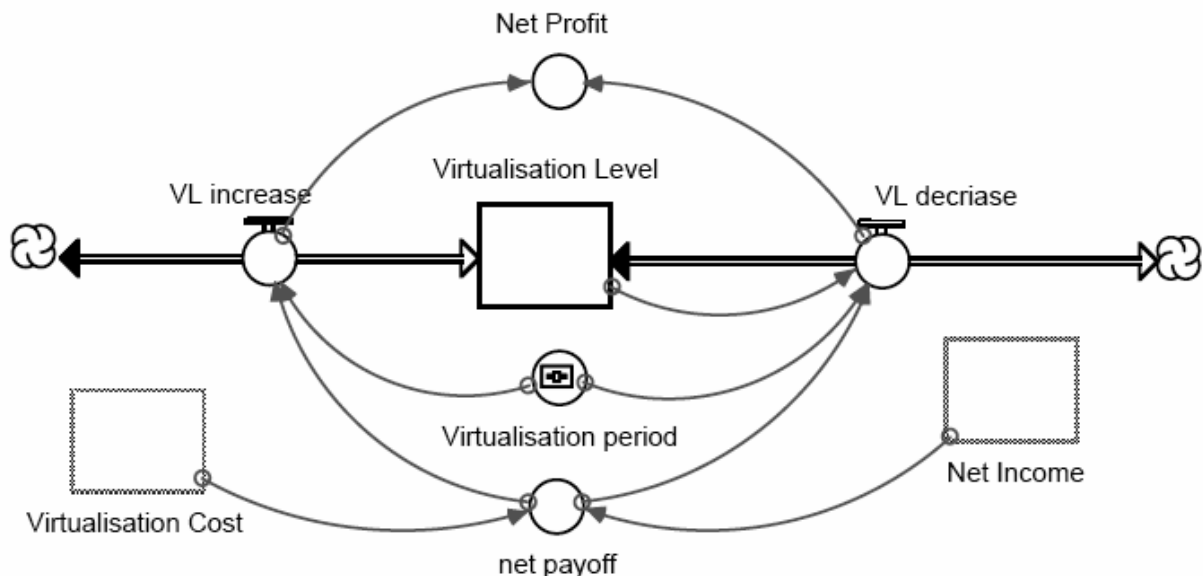 Net Profit
Virtualisation Level
VL increase
VL decriase
Virtualisation period
Net Income
Virtualisation Cost
net payoff